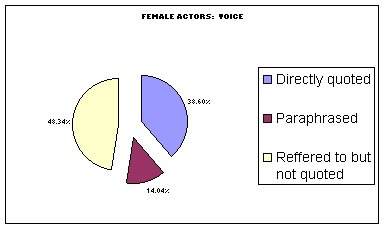 FEMALE ACTORS: VOICE
38.60%
14.04%
48.34%
Directly quoted
Paraphrased
Reffered to but
not quoted